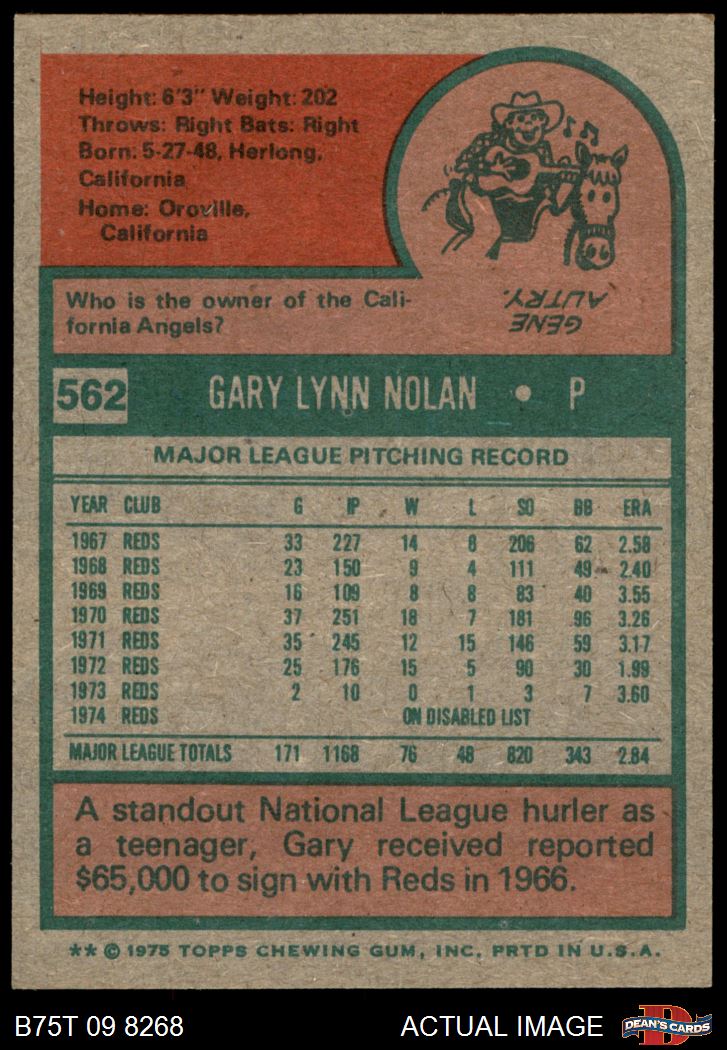 Height: 6'3" Weight: 202
Throws: Right Bats: Right
Born: 5-27-48, Herlong,
California
Home: Oroville,
California
Who is the owner of the Cali-
fornia Angels?
GENE
AUTRY.
562 GARY LYNN NOLAN • P
MAJOR LEAGUE PITCHING RECORD
YEAR CLUB G IP W L SO BB ERA
1967 REDS 33 227 14 8 206 62 2.58
1968 REDS 23 150 9 4 111 49 2.40
1969 REDS 16 109 8 8 83 40 3.55
1970 REDS 37 251 18 7 181 96 3.26
1971 REDS 35 245 12 15 146 59 3.17
1972 REDS 25 176 15 5 90 30 1.99
1973 REDS 2 10 0 1 3 7 3.60
1974 REDS ON DISABLED LIST
MAJOR LEAGUE TOTALS 171 1168 76 48 820 343 2.84
A standout National League hurler as
a teenager, Gary received reported
$65,000 to sign with Reds in 1966.
** © 1975 TOPPS CHEWING GUM, INC. PRTD IN U.S.A.
B75T 09 8268 ACTUAL IMAGE D DEAN'S CARDS